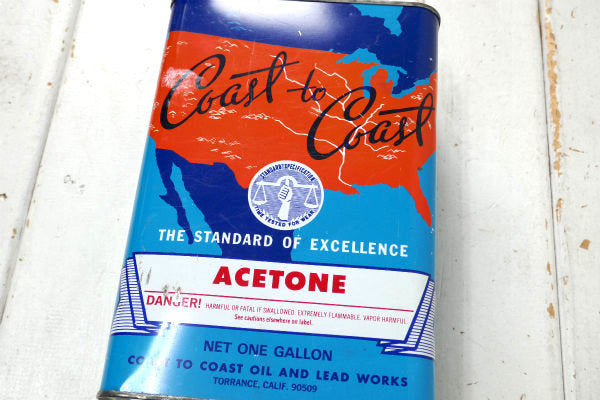 Coast to Coast
STANDARD SPECIFICATION
TIME TESTED FOR WEAR
THE STANDARD OF EXCELLENCE
ACETONE
DANGER! HARMFUL OR FATAL IF SWALLOWED. EXTREMELY FLAMMABLE. VAPOR HARMFUL.
See cautions elsewhere on label.
NET ONE GALLON
COAST TO COAST OIL AND LEAD WORKS
TORRANCE, CALIF. 90509